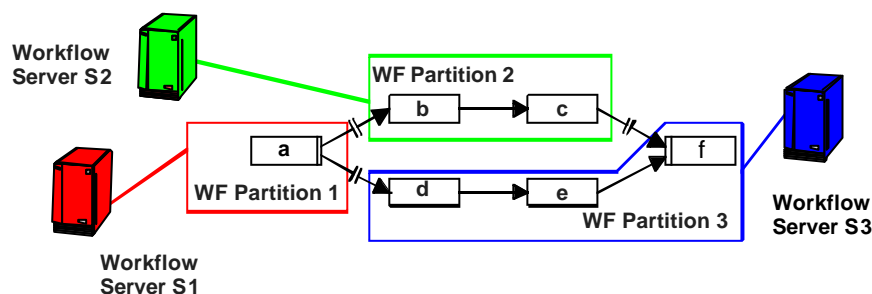 Workflow
Server S2
WF Partition 2
b
c
a
f
WF Partition 1
d
e
WF Partition 3
Workflow
Server S3
Workflow
Server S1